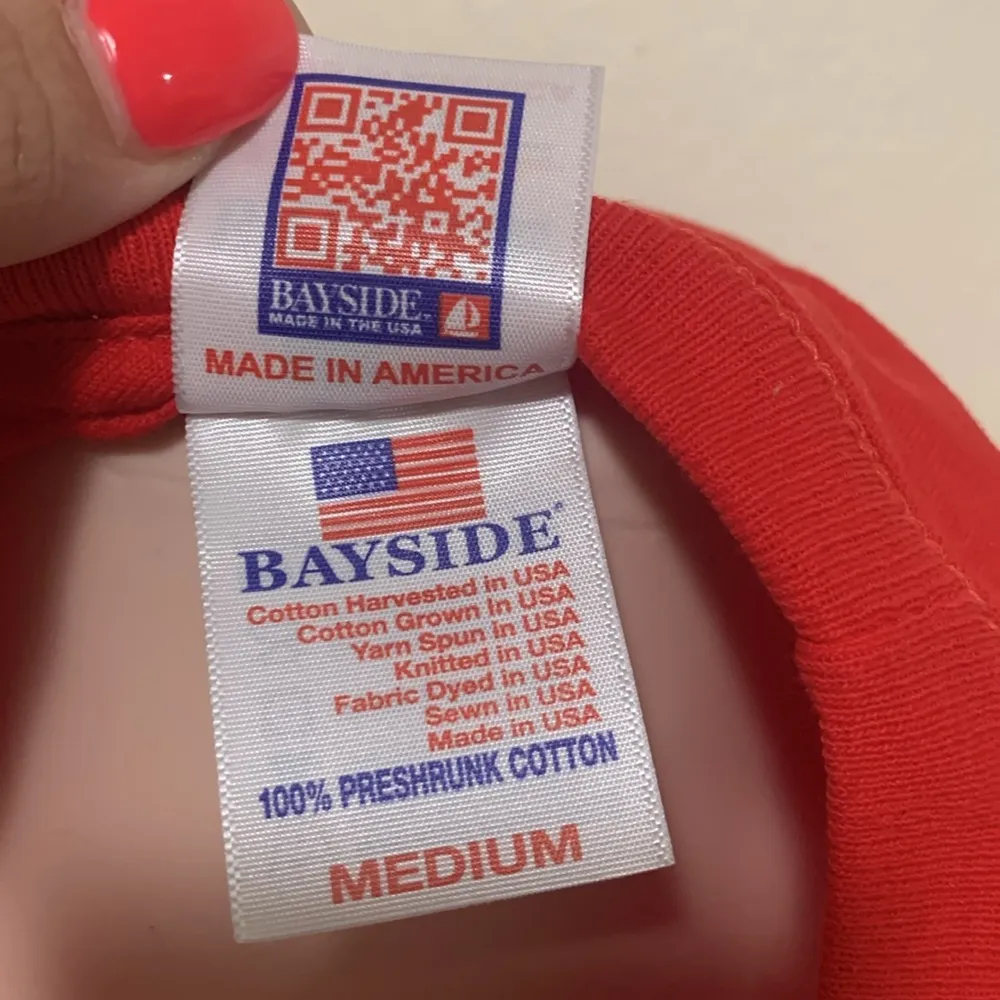 BAYSIDE
MADE IN THE USA
MADE IN AMERICA
BAYSIDE
Cotton Harvested in USA
Cotton Grown in USA
Yarn Spun in USA
Knitted in USA
Fabric Dyed in USA
Sewn in USA
Made in USA
100% PRESHRUNK COTTON
MEDIUM